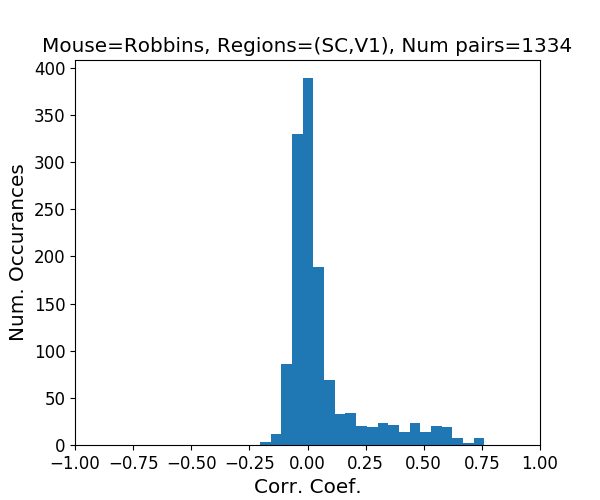 Mouse=Robbins, Regions=(SC,V1), Num pairs=1334
400
350
300
250
200
150
100
50
0
Num. Occurances
−1.00 −0.75 −0.50 −0.25 0.00 0.25 0.50 0.75 1.00
Corr. Coef.